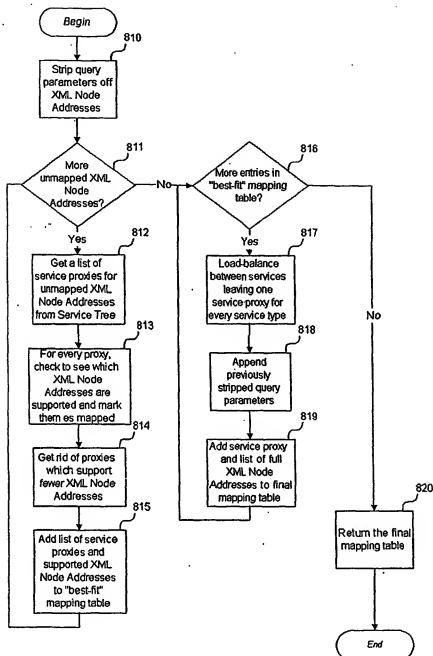 Begin
810
Strip query
parameters off
XML Node
Addresses
811
More
unmapped XML
Node
Addresses?
No
Yes
812
Get a list of
service proxies for
unmapped XML
Node Addresses
from Service Tree
813
For every proxy,
check to see which
XML Node
Addresses are
supported and mark
them es mapped
814
Get rid of proxies
which support
fewer XML Node
Addresses
815
Add list of service
proxies and
supported XML
Node Addresses
to "best-fit"
mapping table
816
More entries in
"best-fit" mapping
table?
Yes
817
Load-balance
between services
leaving one
service proxy for
every service type
818
Append
previously
stripped query
parameters
819
Add service proxy
and list of full
XML Node
Addresses to final
mapping table
No
820
Return the final
mapping table
End